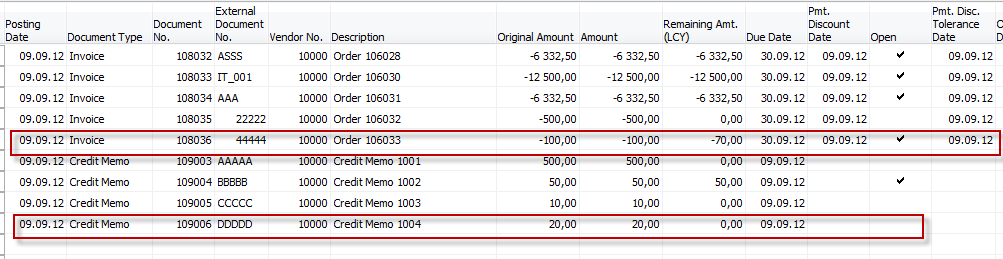 Posting Date Document Type Document No. External Document No. Vendor No. Description Original Amount Amount Remaining Amt. (LCY) Due Date Pmt. Discount Date Open Pmt. Disc. Tolerance Date
09.09.12 Invoice 108032 ASSS 10000 Order 106028 -6 332,50 -6 332,50 -6 332,50 30.09.12 09.09.12 ✔ 09.09.12
09.09.12 Invoice 108033 IT_001 10000 Order 106030 -12 500,00 -12 500,00 -12 500,00 30.09.12 09.09.12 ✔ 09.09.12
09.09.12 Invoice 108034 AAA 10000 Order 106031 -6 332,50 -6 332,50 -6 332,50 30.09.12 09.09.12 ✔ 09.09.12
09.09.12 Invoice 108035 22222 10000 Order 106032 -500,00 -500,00 0,00 30.09.12 09.09.12 09.09.12
09.09.12 Invoice 108036 44444 10000 Order 106033 -100,00 -100,00 -70,00 30.09.12 09.09.12 ✔ 09.09.12
09.09.12 Credit Memo 109003 AAAAA 10000 Credit Memo 1001 500,00 500,00 0,00 09.09.12
09.09.12 Credit Memo 109004 BBBBB 10000 Credit Memo 1002 50,00 50,00 50,00 09.09.12 ✔
09.09.12 Credit Memo 109005 CCCCC 10000 Credit Memo 1003 10,00 10,00 0,00 09.09.12
09.09.12 Credit Memo 109006 DDDDD 10000 Credit Memo 1004 20,00 20,00 0,00 09.09.12